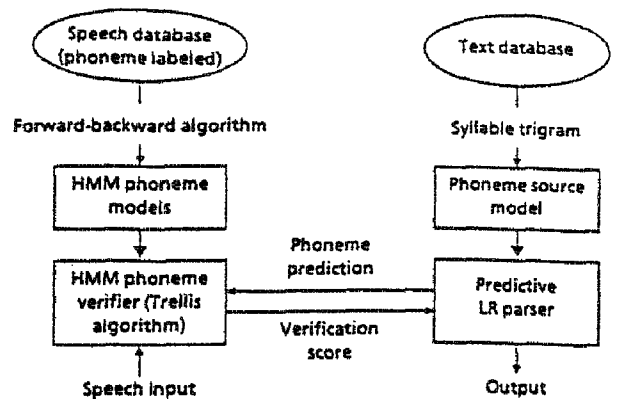 Speech database
(phoneme labeled)
Text database
Forward-backward algorithm
Syllable trigram
HMM phoneme
models
Phoneme source
model
Phoneme
prediction
HMM phoneme
verifier (Trellis
algorithm)
Predictive
LR parser
Verification
score
Speech input
Output